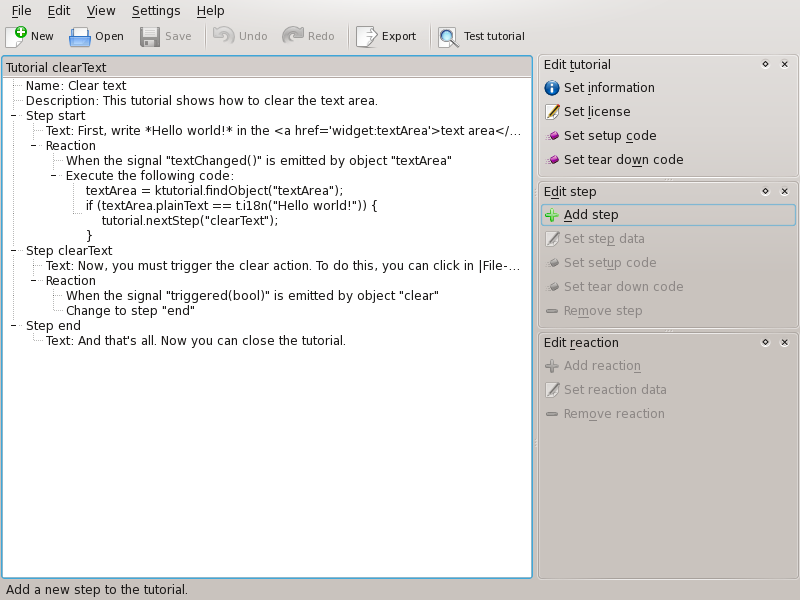 File Edit View Settings Help
New Open Save Undo Redo Export Test tutorial
Tutorial clearText
Name: Clear text
Description: This tutorial shows how to clear the text area.
Step start
Text: First, write *Hello world!* in the <a href='widget:textArea'>text area</...
Reaction
When the signal "textChanged()" is emitted by object "textArea"
Execute the following code:
textArea = ktutorial.findObject("textArea");
if (textArea.plainText == t.i18n("Hello world!")) {
tutorial.nextStep("clearText");
}
Step clearText
Text: Now, you must trigger the clear action. To do this, you can click in |File-...
Reaction
When the signal "triggered(bool)" is emitted by object "clear"
Change to step "end"
Step end
Text: And that's all. Now you can close the tutorial.
Edit tutorial
Set information
Set license
Set setup code
Set tear down code
Edit step
Add step
Set step data
Set setup code
Set tear down code
Remove step
Edit reaction
Add reaction
Set reaction data
Remove reaction
Add a new step to the tutorial.